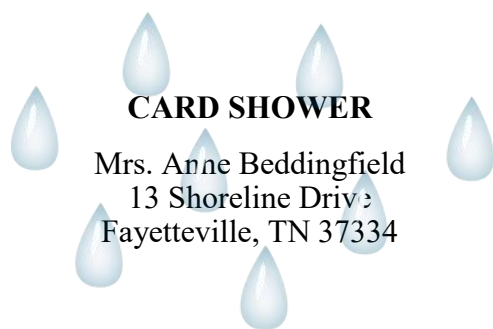 CARD SHOWER
Mrs. Anne Beddingfield
13 Shoreline Drive
Fayetteville, TN 37334